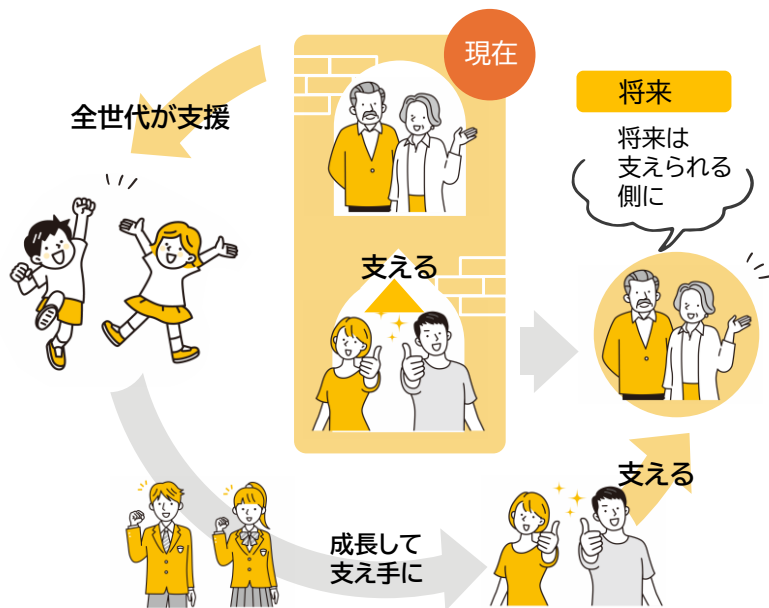 現在
全世代が支援
支える
将来
将来は
支えられる
側に
支える
成長して
支え手に